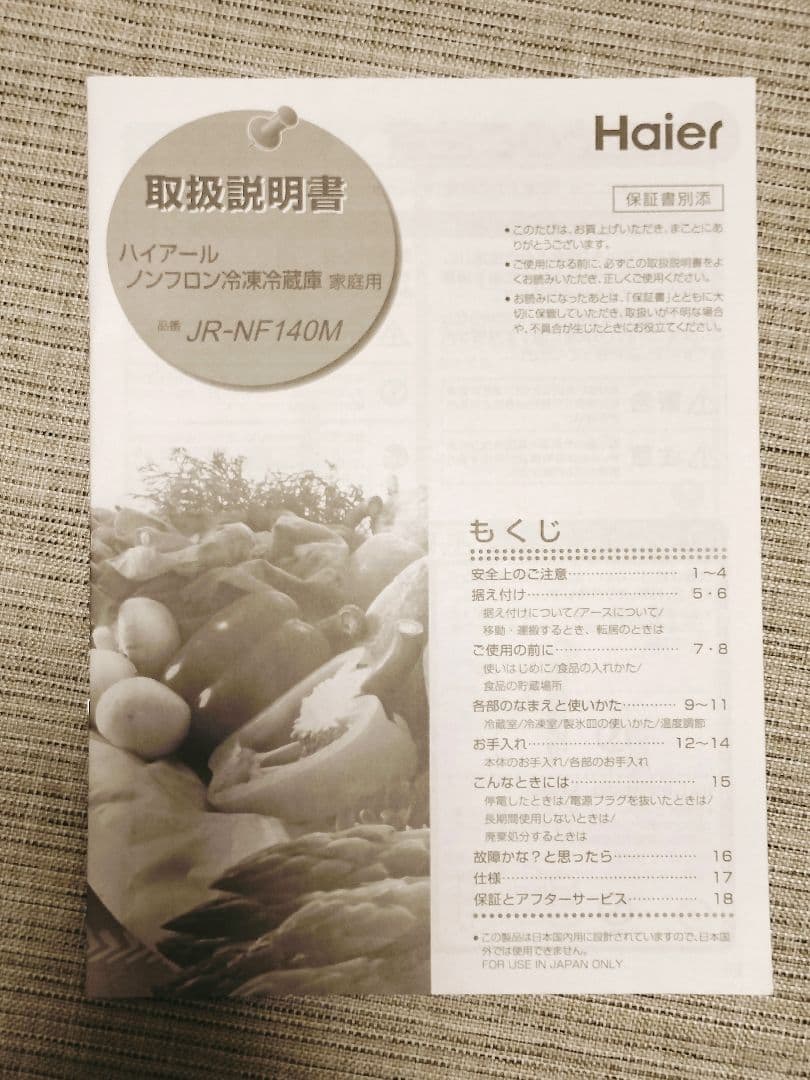 Haier
取扱説明書
ハイアール
ノンフロン冷凍冷蔵庫 家庭用
品番 JR-NF140M
保証書別添
• このたびは、お買上げいただき、まことにあ
りがとうございます。
• ご使用になる前に、必ずこの取扱説明書をよ
くお読みいただき、正しくご使用ください。
• お読みになったあとは、「保証書」とともに大
切に保管していただき、取扱いが不明な場合
や、不具合が生じたときにお役立てください。
もくじ
安全上のご注意 1～4
据え付け 5・6
据え付けについて/アースについて/
移動・運搬するとき、転居のときは
ご使用の前に 7・8
使いはじめに/食品の入れかた/
食品の貯蔵場所
各部のなまえと使いかた 9～11
冷蔵室/冷凍室/製氷皿の使いかた/温度調節
お手入れ 12～14
本体のお手入れ/各部のお手入れ
こんなときには 15
停電したときは/電源プラグを抜いたときは/
長期間使用しないときは/
廃棄処分するときは
故障かな？と思ったら 16
仕様 17
保証とアフターサービス 18
• この製品は日本国内用に設計されていますので、日本国
外では使用できません。
FOR USE IN JAPAN ONLY